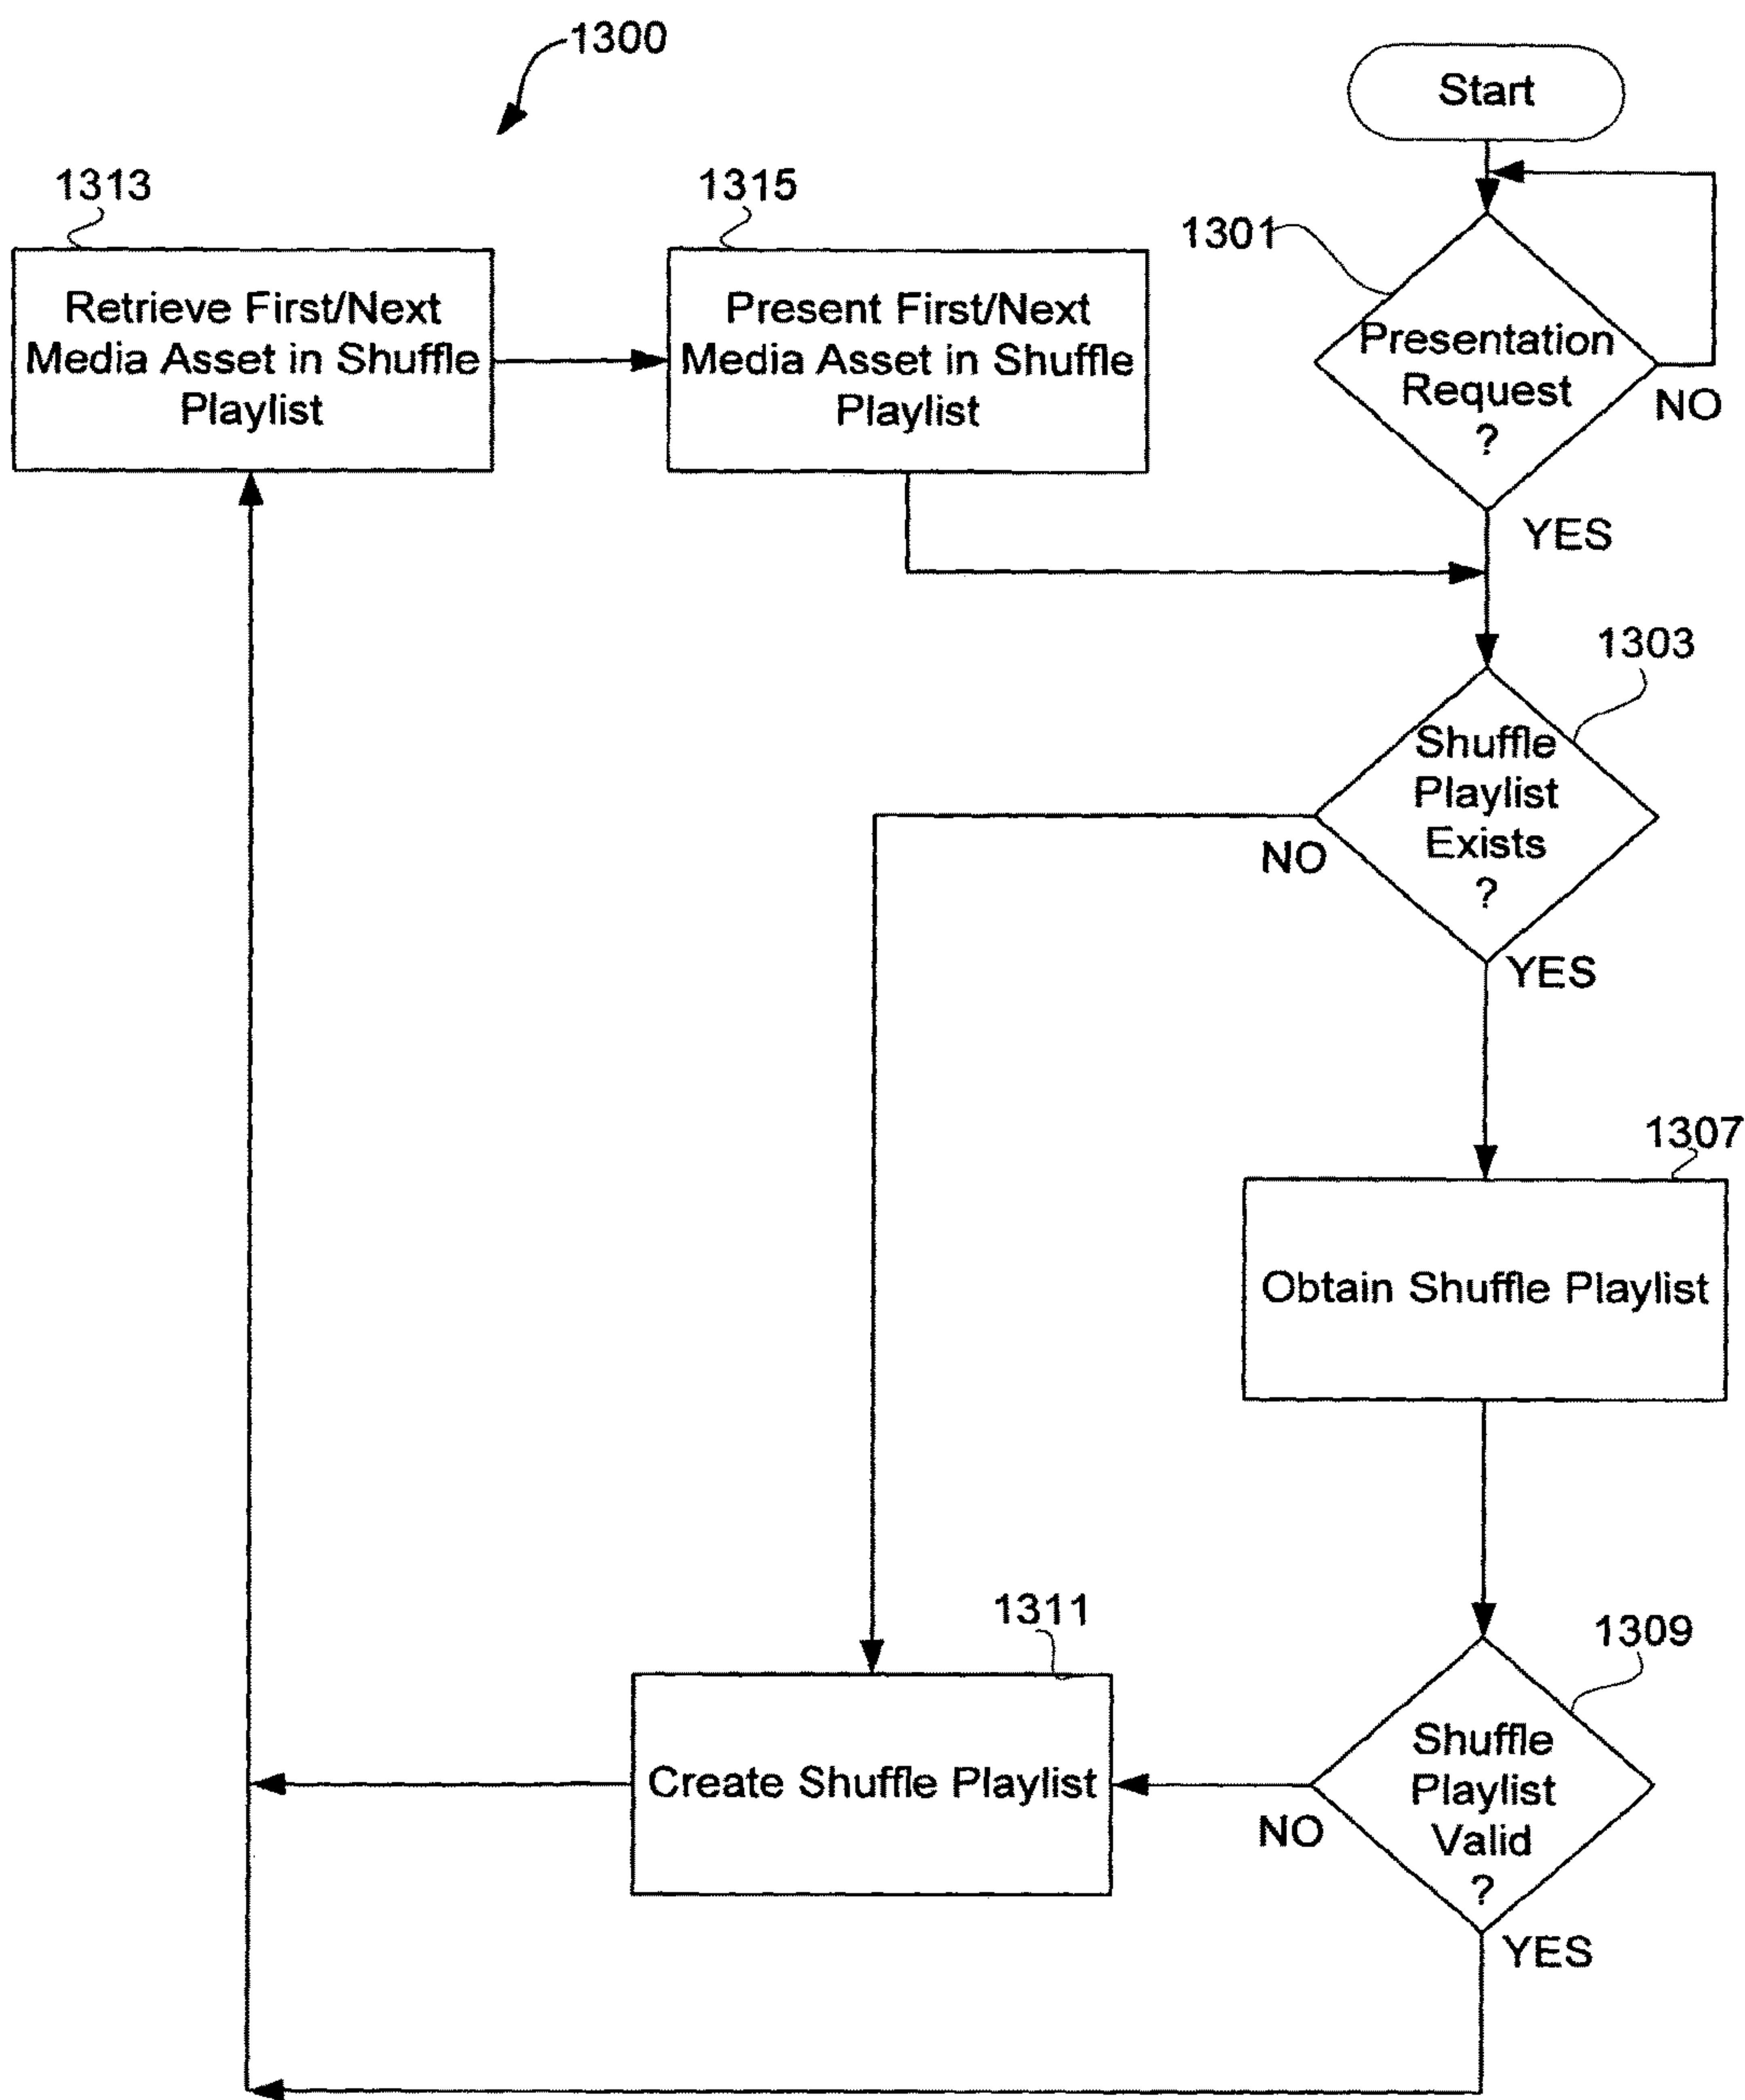 1300
Start
1313
1315
1301
Retrieve First/Next
Media Asset in Shuffle
Playlist
Present First/Next
Media Asset in Shuffle
Playlist
Presentation
Request
?
NO
YES
1303
Shuffle
Playlist
Exists
?
NO
YES
1307
Obtain Shuffle Playlist
1311
1309
Create Shuffle Playlist
Shuffle
Playlist
Valid
?
NO
YES